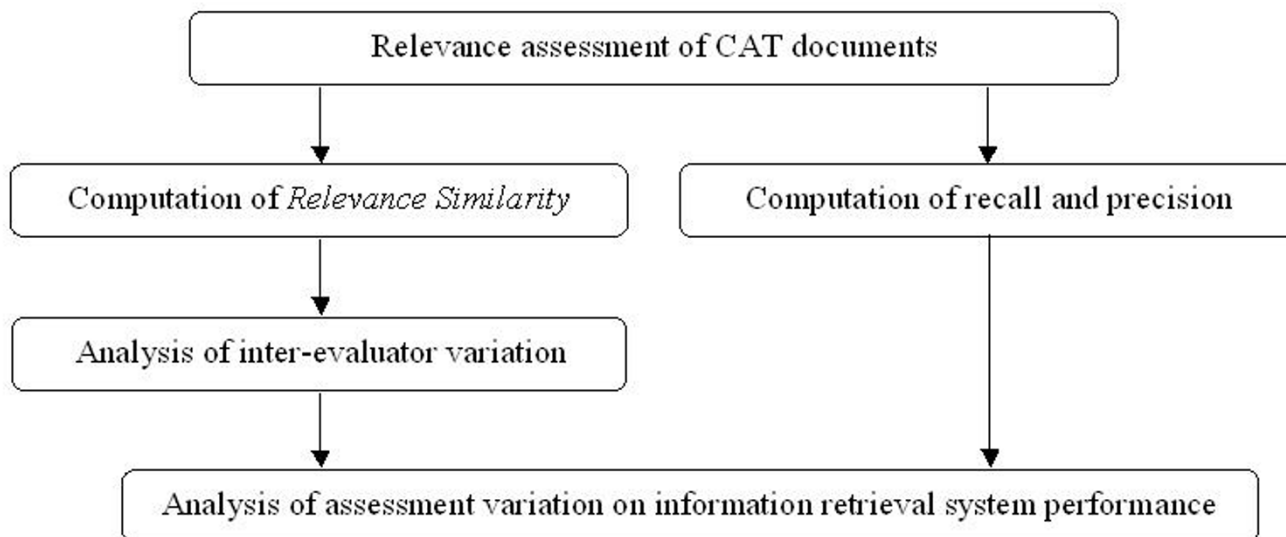 Relevance assessment of CAT documents
Computation of Relevance Similarity
Computation of recall and precision
Analysis of inter-evaluator variation
Analysis of assessment variation on information retrieval system performance